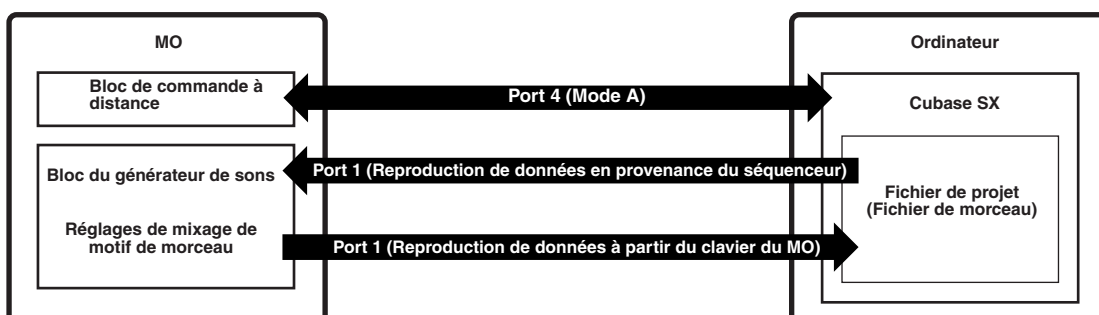 MO
Ordinateur
Bloc de commande à
distance
Port 4 (Mode A)
Cubase SX
Bloc du générateur de sons
Port 1 (Reproduction de données en provenance du séquenceur)
Fichier de projet
(Fichier de morceau)
Réglages de mixage de
motif de morceau
Port 1 (Reproduction de données à partir du clavier du MO)